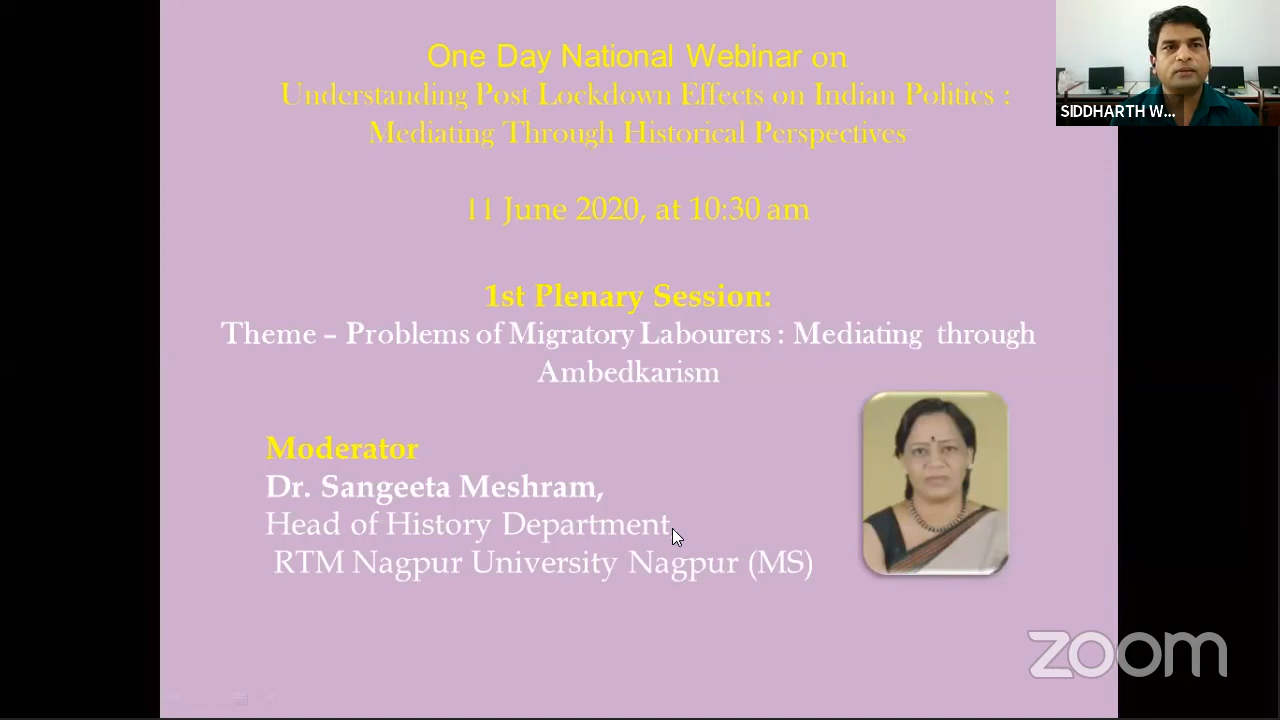 One Day National Webinar on
Understanding Post Lockdown Effects on Indian Politics :
Mediating Through Historical Perspectives
11 June 2020, at 10:30 am
1st Plenary Session:
Theme – Problems of Migratory Labourers : Mediating through
Ambedkarism
Moderator
Dr. Sangeeta Meshram,
Head of History Department,
RTM Nagpur University Nagpur (MS)
SIDDHARTH W...
zoom